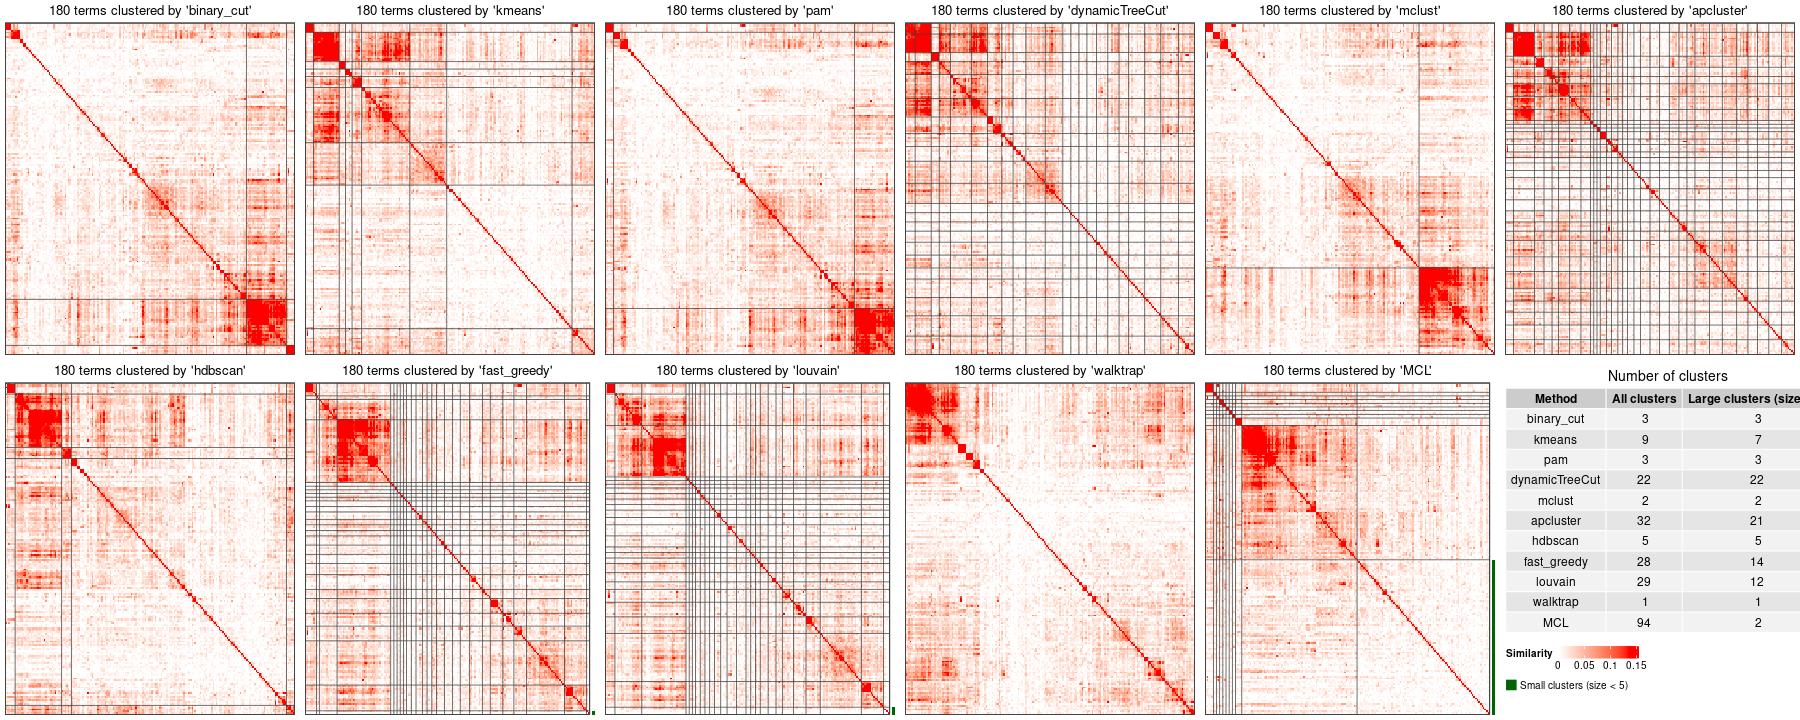 180 terms clustered by 'binary_cut'
180 terms clustered by 'kmeans'
180 terms clustered by 'pam'
180 terms clustered by 'dynamicTreeCut'
180 terms clustered by 'mclust'
180 terms clustered by 'apcluster'
180 terms clustered by 'hdbscan'
180 terms clustered by 'fast_greedy'
180 terms clustered by 'louvain'
180 terms clustered by 'walktrap'
180 terms clustered by 'MCL'
Number of clusters
Method All clusters Large clusters (size
binary_cut 3 3
kmeans 9 7
pam 3 3
dynamicTreeCut 22 22
mclust 2 2
apcluster 32 21
hdbscan 5 5
fast_greedy 28 14
louvain 29 12
walktrap 1 1
MCL 94 2
Similarity
0 0.05 0.1 0.15
Small clusters (size < 5)